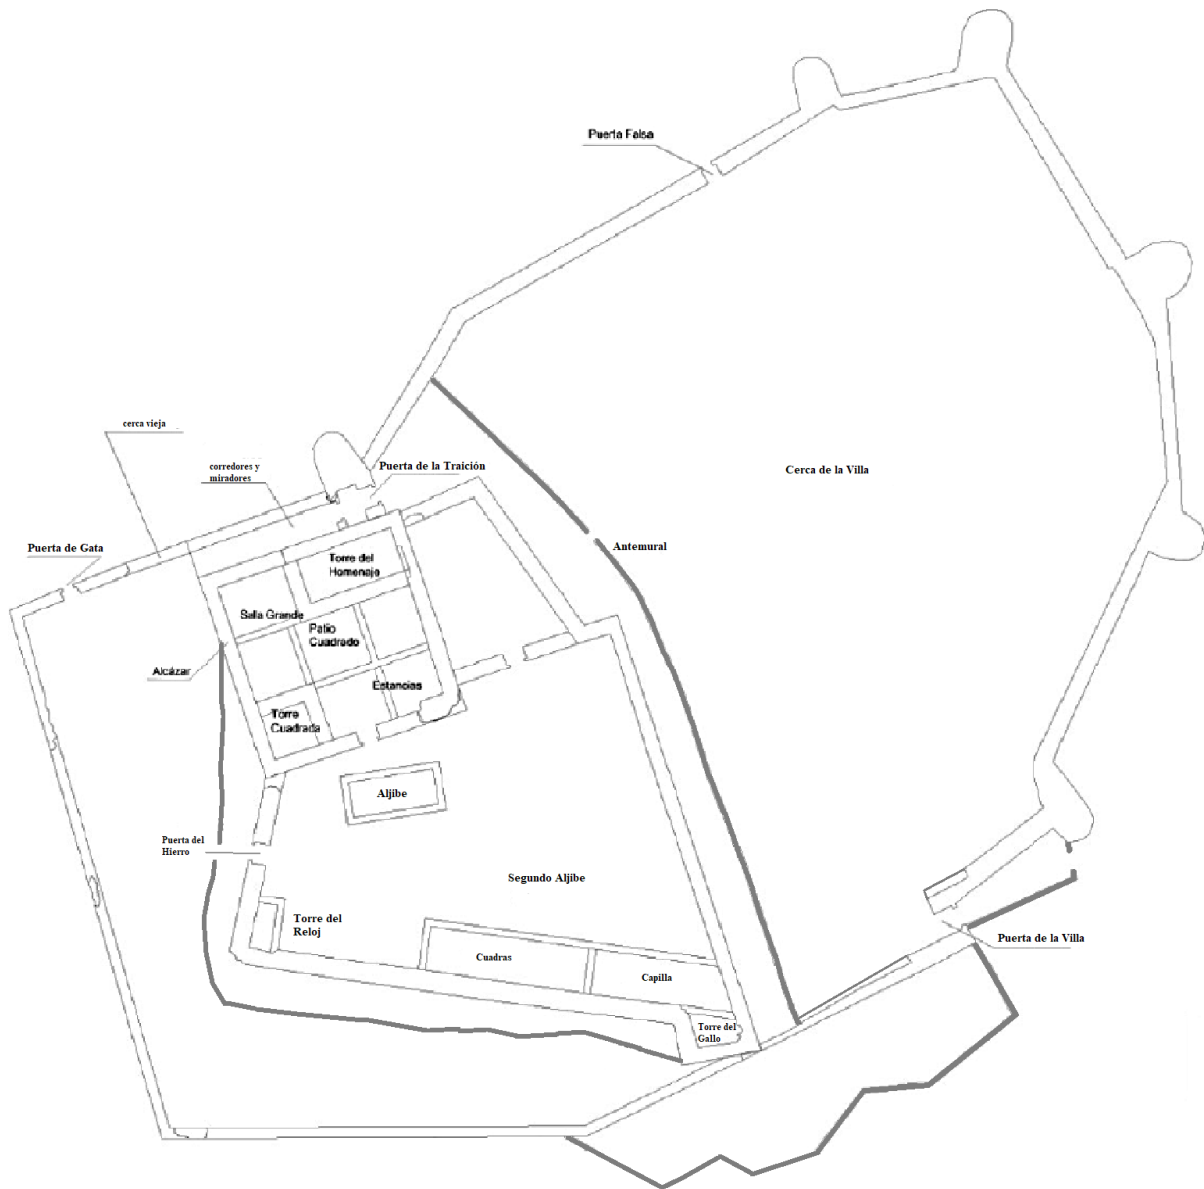 Puerta Falsa
cerca vieja
corredores y
miradores
Puerta de la Traición
Cerca de la Villa
Puerta de Gata
Antemural
Torre del
Homenaje
Salla Grande
Patio
Cuadrado
Alcázar
Estancias
Torre
Cuadrada
Aljibe
Puerta del
Hierro
Segundo Aljibe
Torre del
Reloj
Puerta de la Villa
Cuadras
Capilla
Torre del
Gallo